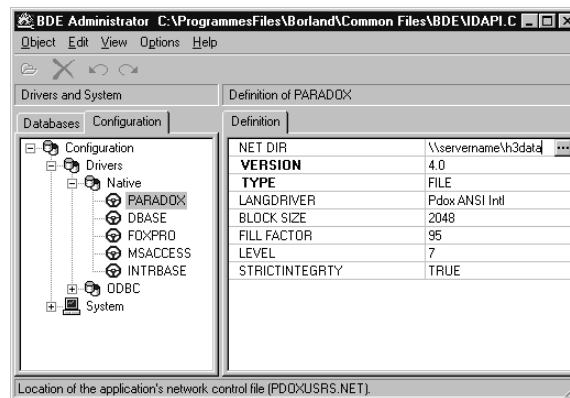 BDE Administrator C:\ProgrammesFiles\Borland\Common Files\BDE\IDAPI.C
Object Edit View Options Help
Drivers and System
Definition of PARADOX
Databases Configuration
Definition
Configuration
Drivers
Native
PARADOX
DBASE
FOXPRO
MSACCESS
INTRBASE
ODBC
System
NET DIR \\servername\h3data ...
VERSION 4.0
TYPE FILE
LANGDRIVER Pdox ANSI Intl
BLOCK SIZE 2048
FILL FACTOR 95
LEVEL 7
STRICTINTEGRTY TRUE
Location of the application's network control file (PDOXUSRS.NET).